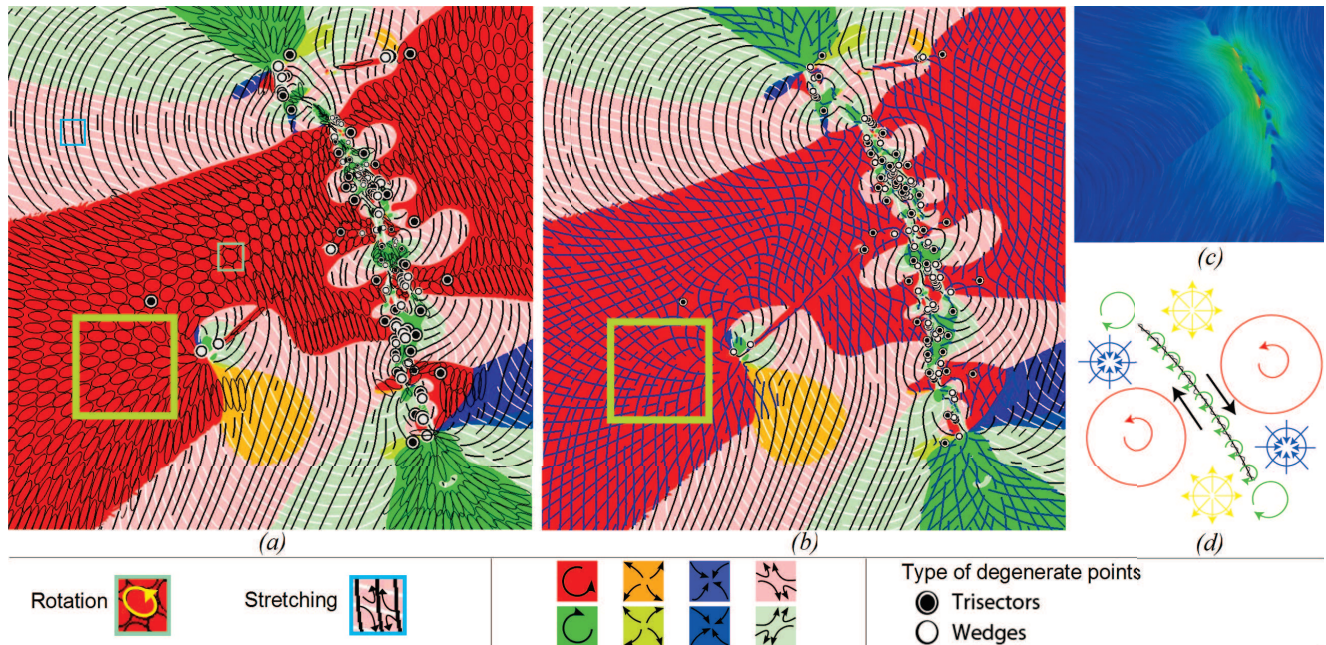 (a)
(b)
(c)
(d)
Rotation
Stretching
Type of degenerate points
Trisectors
Wedges